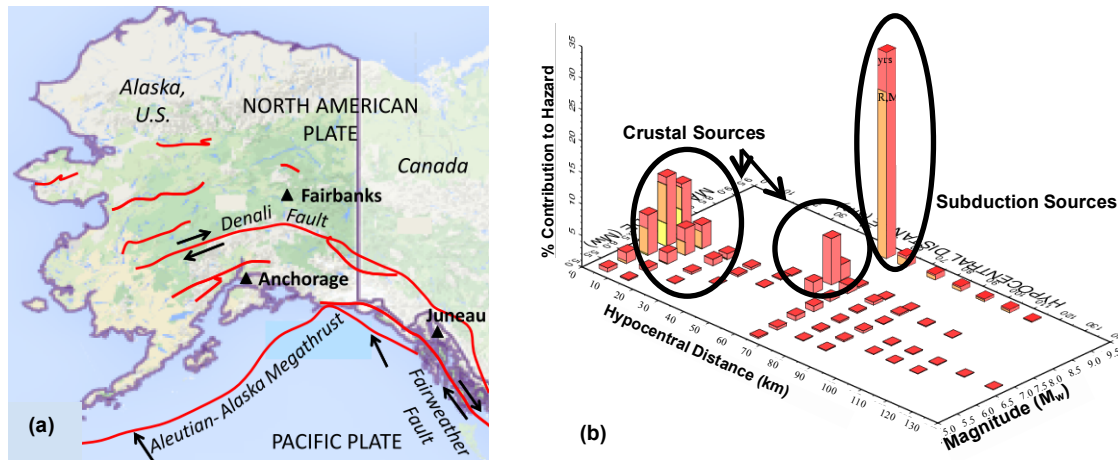 Alaska,
U.S.
NORTH AMERICAN
PLATE
Canada
Fairbanks
Denali Fault
Anchorage
Juneau
Aleutian- Alaska Megathrust
Fairweather
Fault
PACIFIC PLATE
(a)
% Contribution to Hazard
35
30
25
20
15
10
5
0
Crustal Sources
Subduction Sources
yrs
R,M
HYPOCENTRAL DISTANCE
10
20
30
40
50
60
70
80
90
100
110
120
130
Hypocentral Distance (km)
5.0
5.5
6.0
6.5
7.0
7.5
8.0
8.5
9.0
9.5
Magnitude (Mw)
(b)